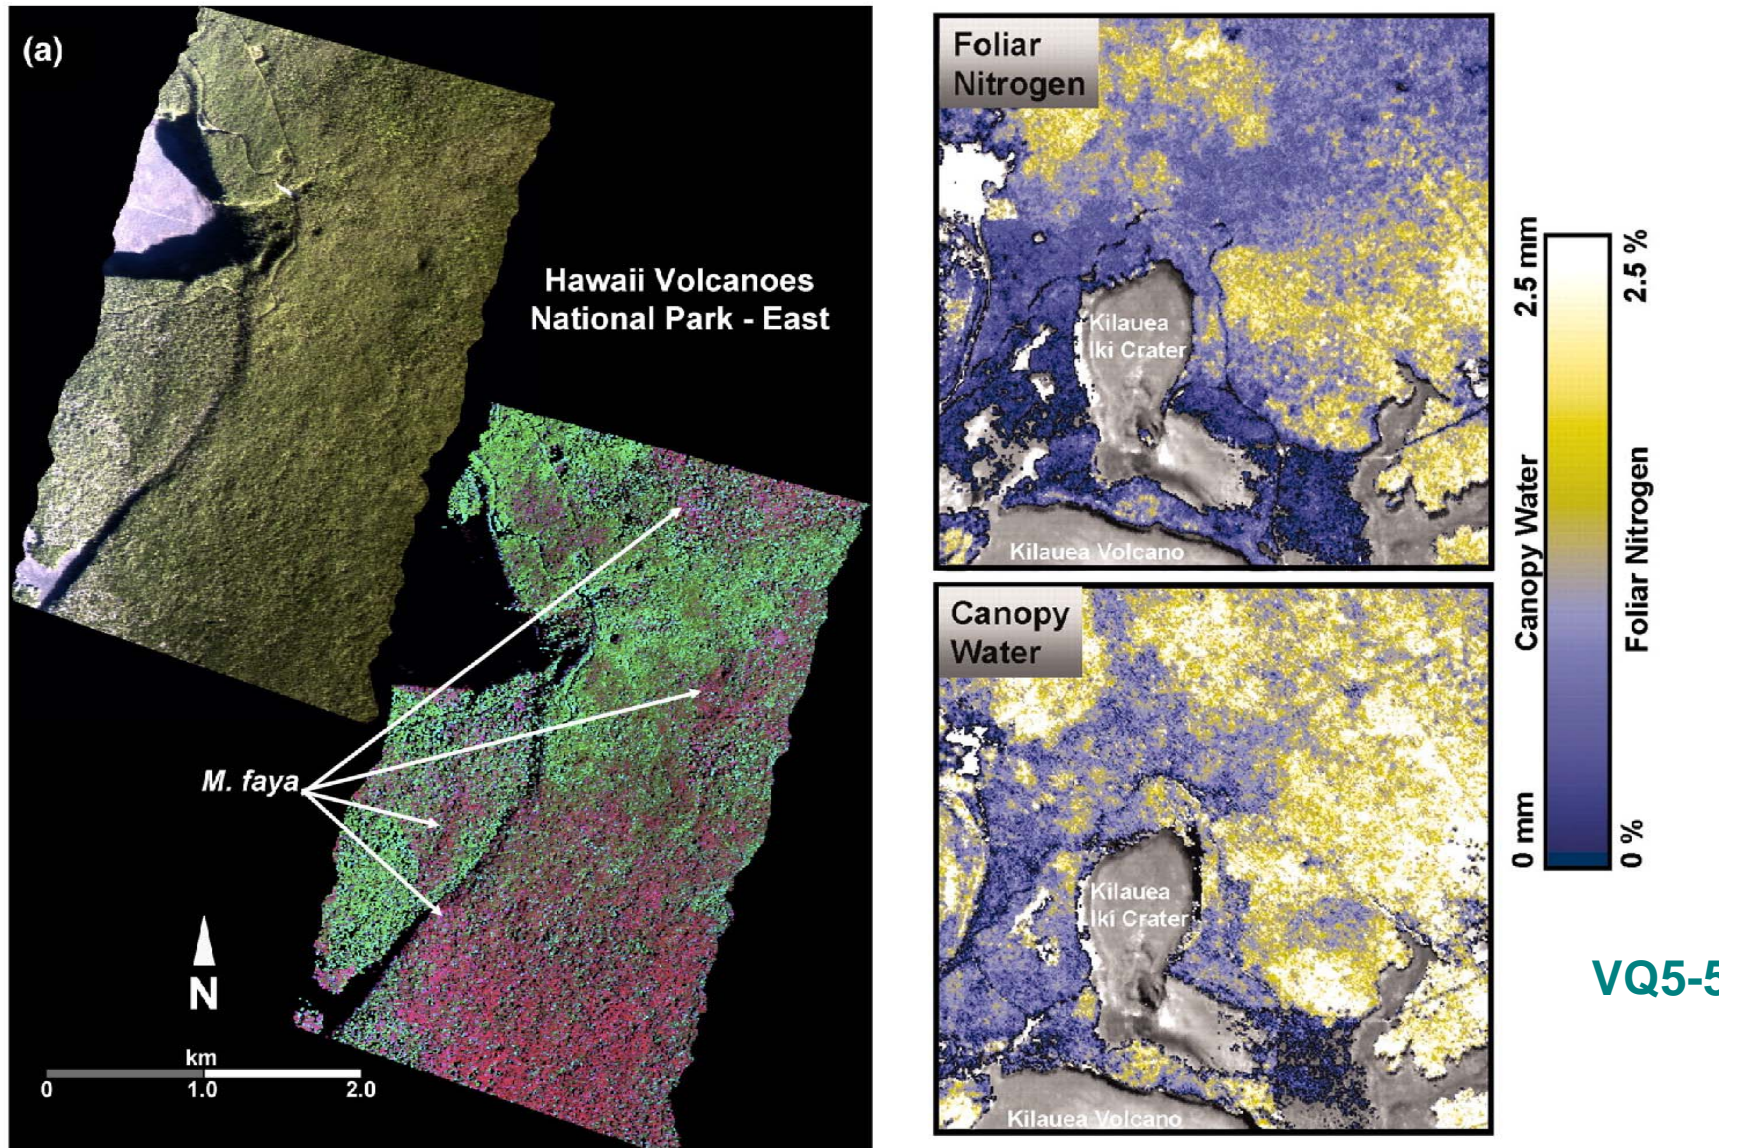 (a)
Hawaii Volcanoes
National Park - East
M. faya
N
km
0 1.0 2.0
Foliar
Nitrogen
Kilauea
Iki Crater
Kilauea Volcano
Canopy
Water
Kilauea
Iki Crater
Kilauea Volcano
2.5 mm
Canopy Water
0 mm
2.5 %
Foliar Nitrogen
0 %
VQ5-5